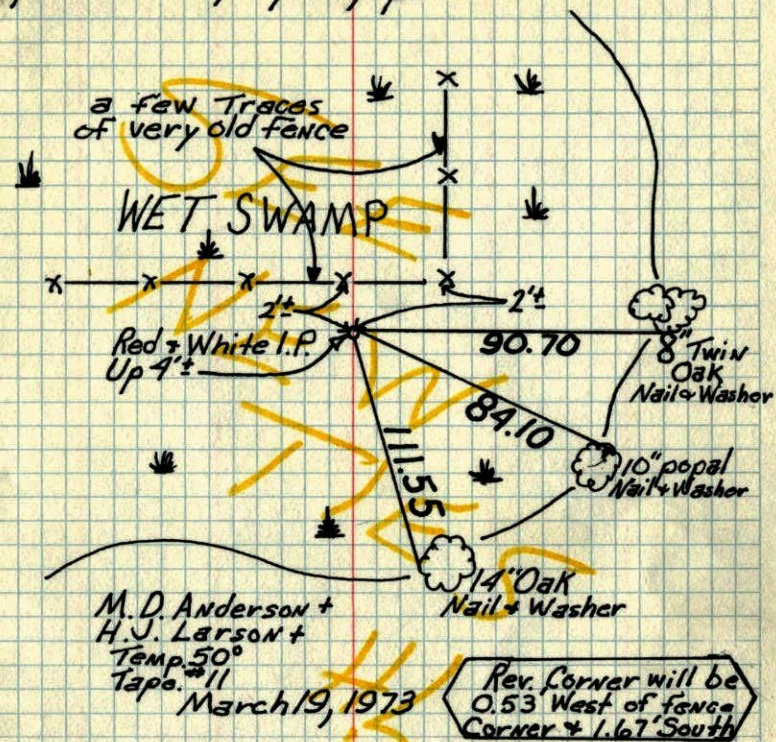 a few Traces
of very old fence
WET SWAMP
2'±
2'±
Red & White I.P.
Up 4'±
90.70
8" Twin
Oak
Nail & Washer
84.10
10" popal
Nail & Washer
111.55
14" Oak
Nail & Washer
M.D. Anderson +
H.J. Larson +
Temp. 50°
Tape. #11
March 19, 1973
Rev. Corner will be
0.53 West of fence
Corner & 1.67' South